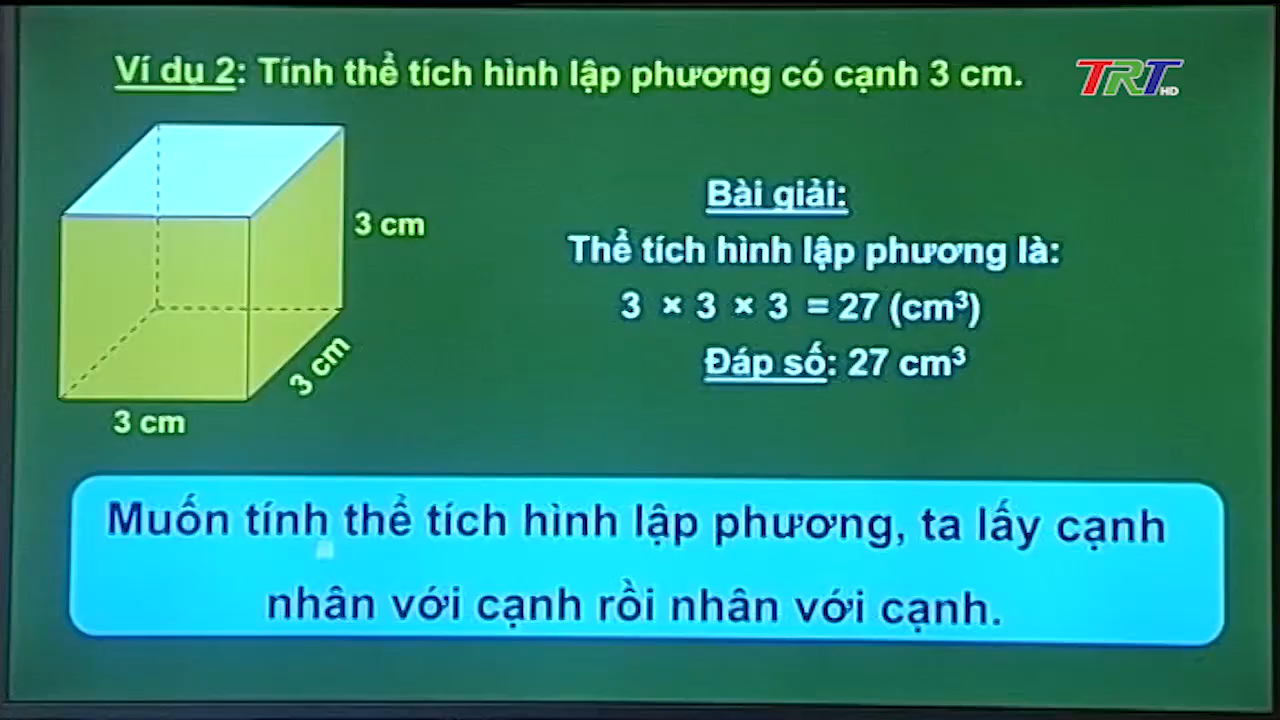 Ví dụ 2: Tính thể tích hình lập phương có cạnh 3 cm.
TRT HD
3 cm
3 cm
3 cm
Bài giải:
Thể tích hình lập phương là:
3 × 3 × 3 = 27 (cm³)
Đáp số: 27 cm³
Muốn tính thể tích hình lập phương, ta lấy cạnh
nhân với cạnh rồi nhân với cạnh.